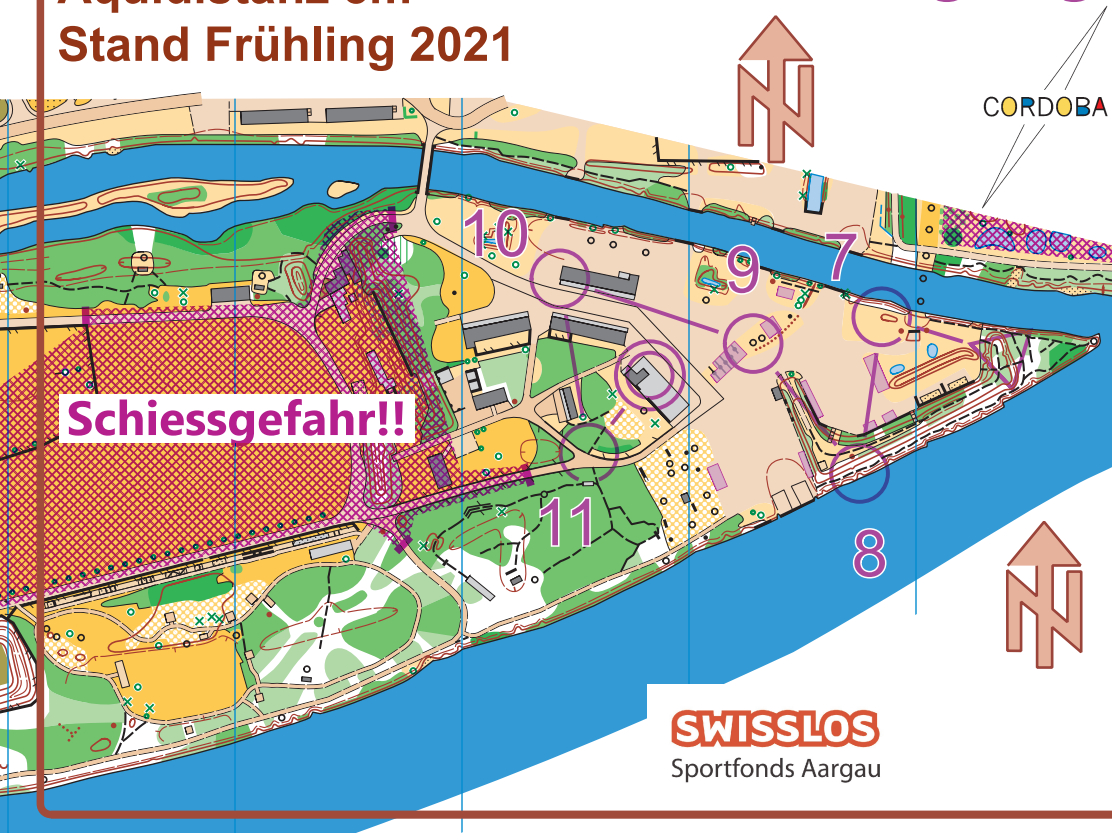 Stand Frühling 2021
CORDOBA
10
9
7
Schiessgefahr!!
11
8
SWISSLOS
Sportfonds Aargau